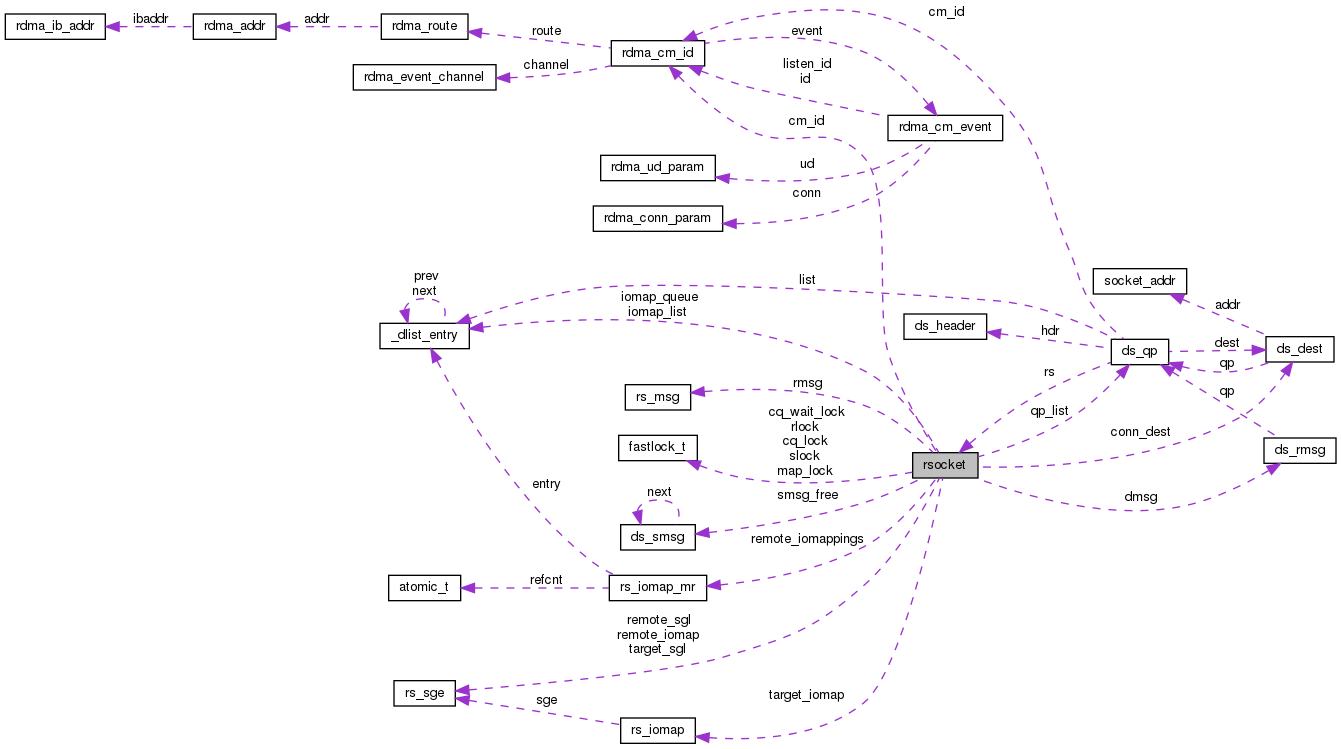 cm_id
rdma_ib_addr
ibaddr
rdma_addr
addr
rdma_route
route
event
rdma_cm_id
channel
rdma_event_channel
listen_id
id
cm_id
rdma_cm_event
rdma_ud_param
ud
conn
rdma_conn_param
prev
next
list
socket_addr
iomap_queue
iomap_list
addr
_dlist_entry
ds_header
hdr
ds_qp
dest
ds_dest
qp
rs
rmsg
rs_msg
qp
cq_wait_lock
rlock
cq_lock
slock
map_lock
qp_list
fastlock_t
conn_dest
ds_rmsg
rsocket
entry
next
smsg_free
dmsg
ds_smsg
remote_iomappings
atomic_t
refcnt
rs_iomap_mr
remote_sgl
remote_iomap
target_sgl
rs_sge
sge
target_iomap
rs_iomap